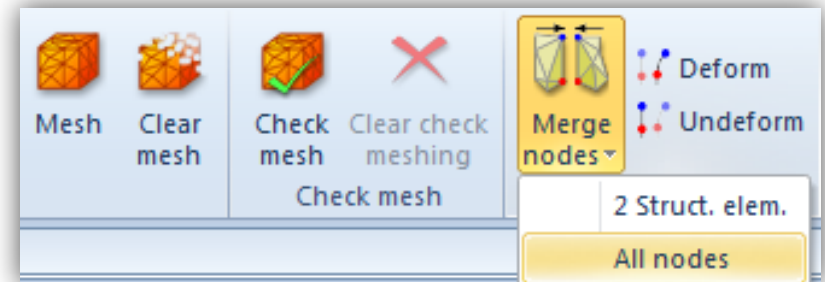 Mesh
Clear
mesh
Check
mesh
Clear check
meshing
Check mesh
Merge
nodes
Deform
Undeform
2 Struct. elem.
All nodes